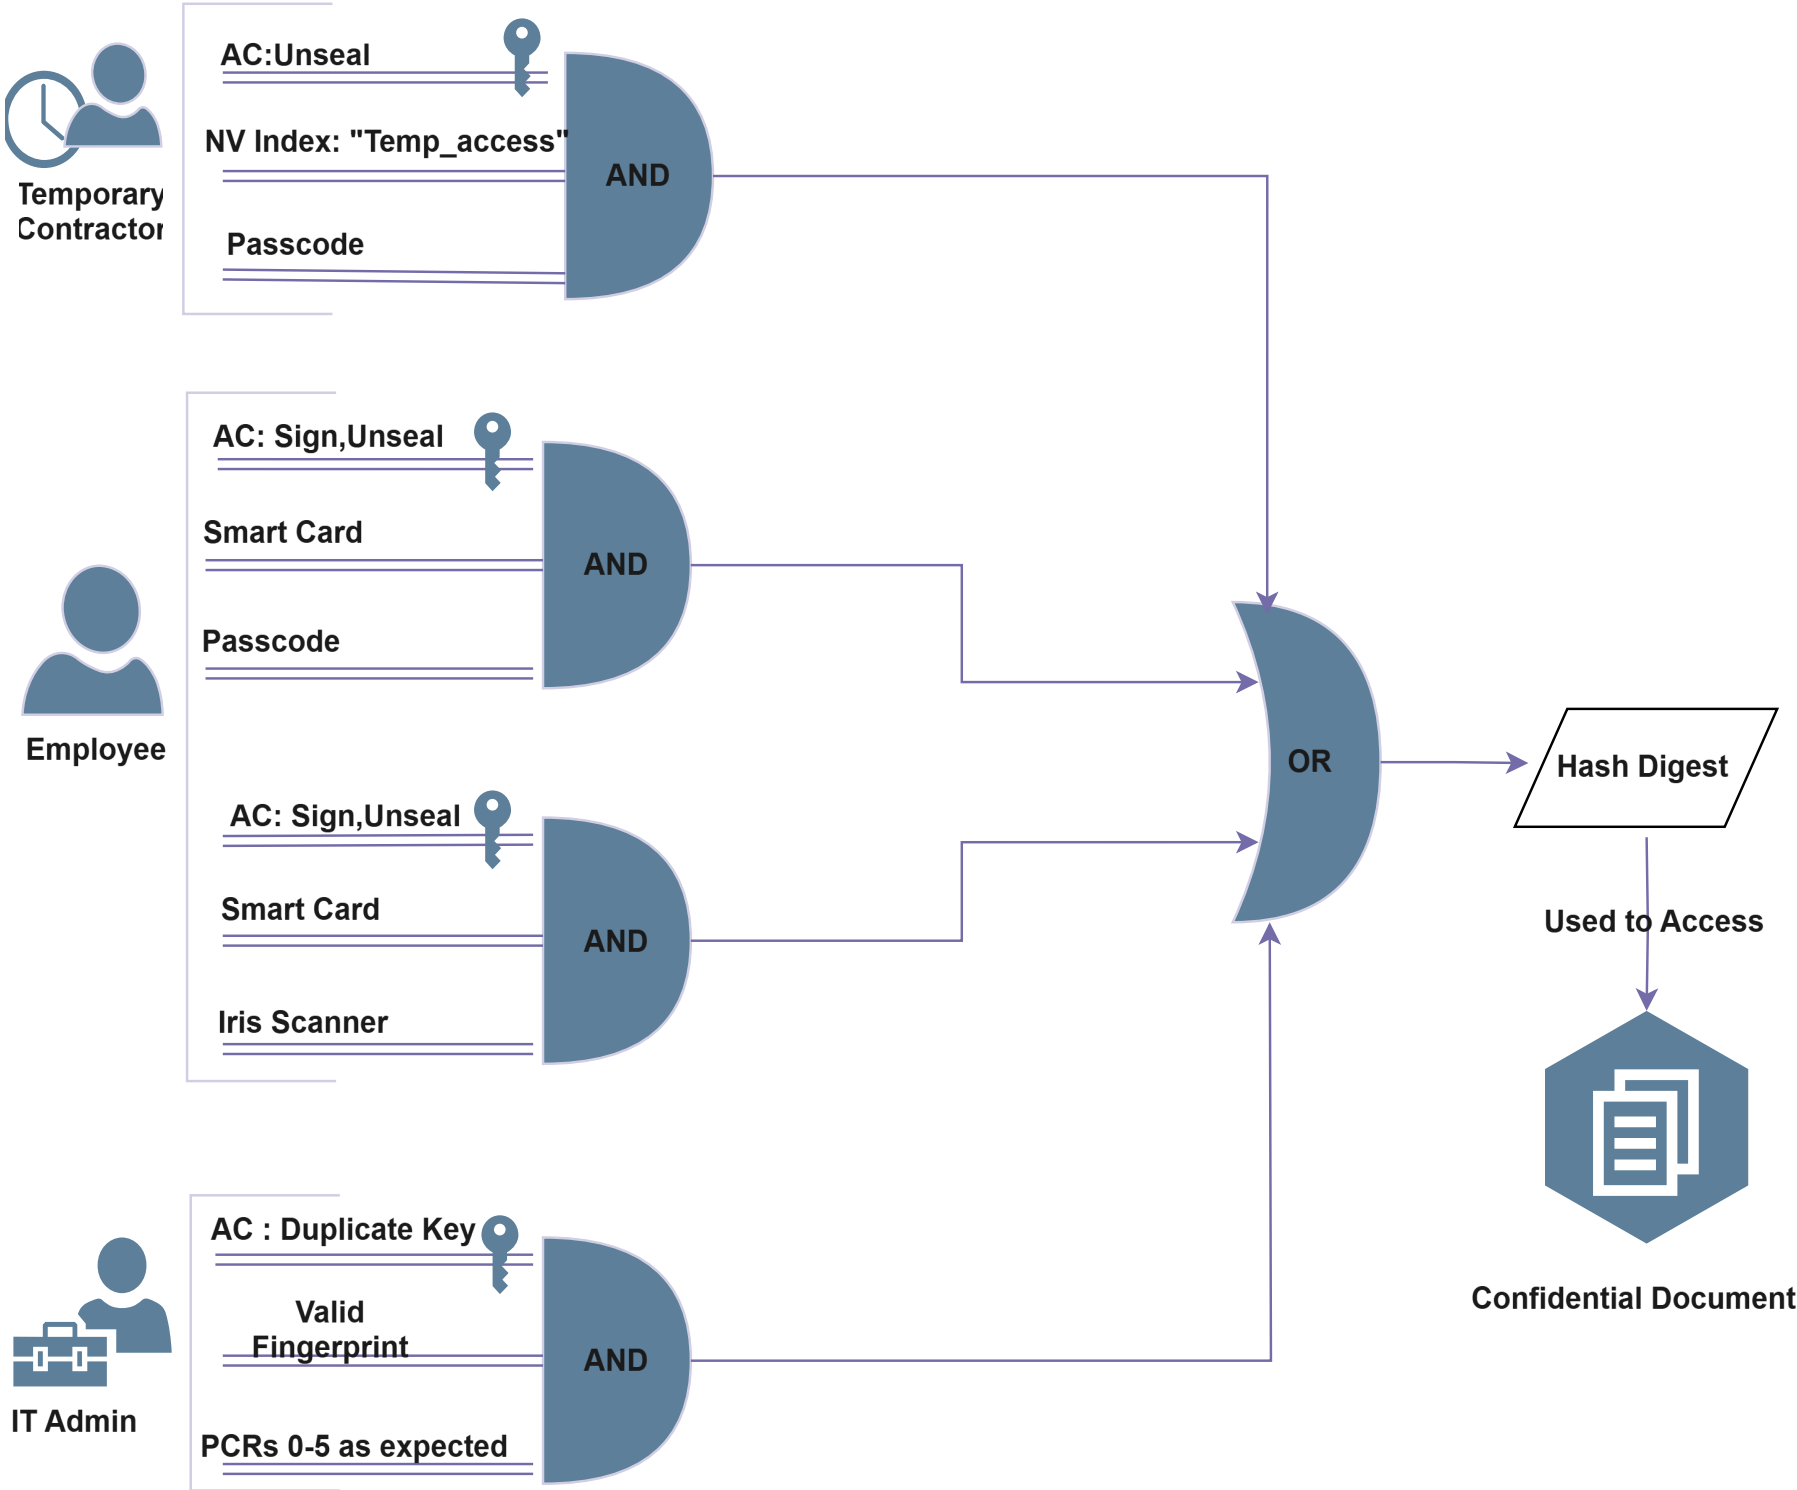 AC:Unseal
NV Index: "Temp_access"
AND
Temporary
Contractor
Passcode
AC: Sign,Unseal
Smart Card
AND
Passcode
Employee
OR
Hash Digest
AC: Sign,Unseal
Smart Card
AND
Used to Access
Iris Scanner
AC : Duplicate Key
Valid
Fingerprint
AND
Confidential Document
IT Admin
PCRs 0-5 as expected